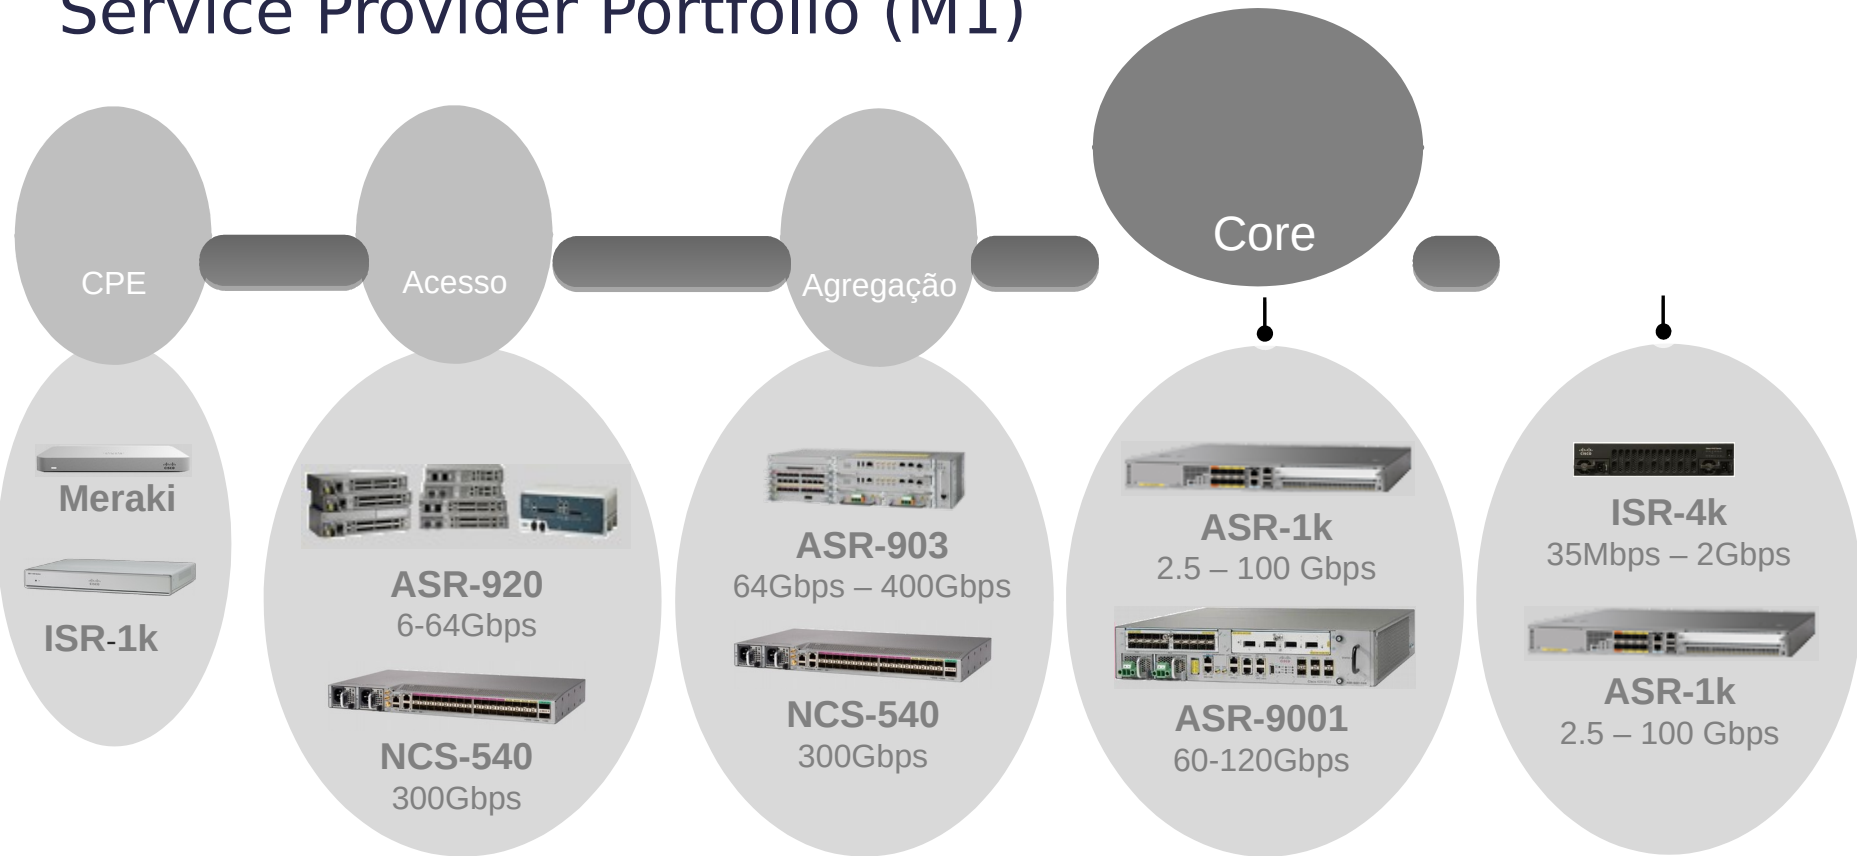 Service Provider Portfolio (M1)
CPE
Acesso
Agregação
Core
Meraki
ISR-1k
ASR-920
6-64Gbps
NCS-540
300Gbps
ASR-903
64Gbps – 400Gbps
NCS-540
300Gbps
ASR-1k
2.5 – 100 Gbps
ASR-9001
60-120Gbps
ISR-4k
35Mbps – 2Gbps
ASR-1k
2.5 – 100 Gbps